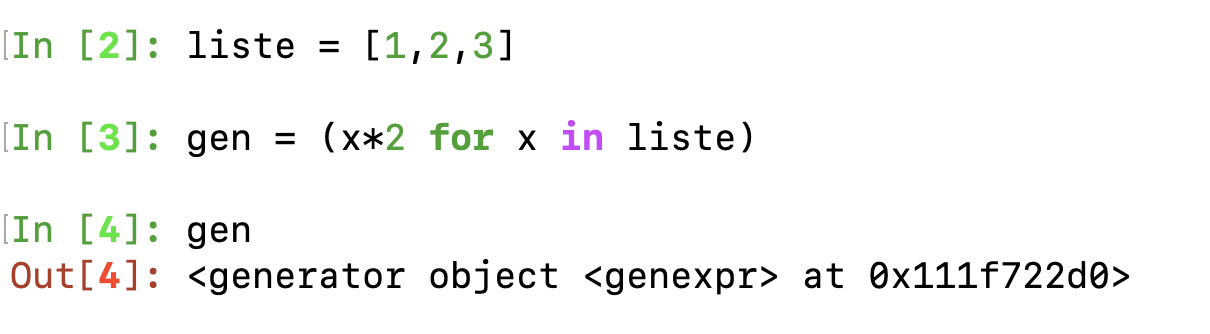 In [2]: liste = [1,2,3]
In [3]: gen = (x*2 for x in liste)
In [4]: gen
Out[4]: <generator object <genexpr> at 0x111f722d0>